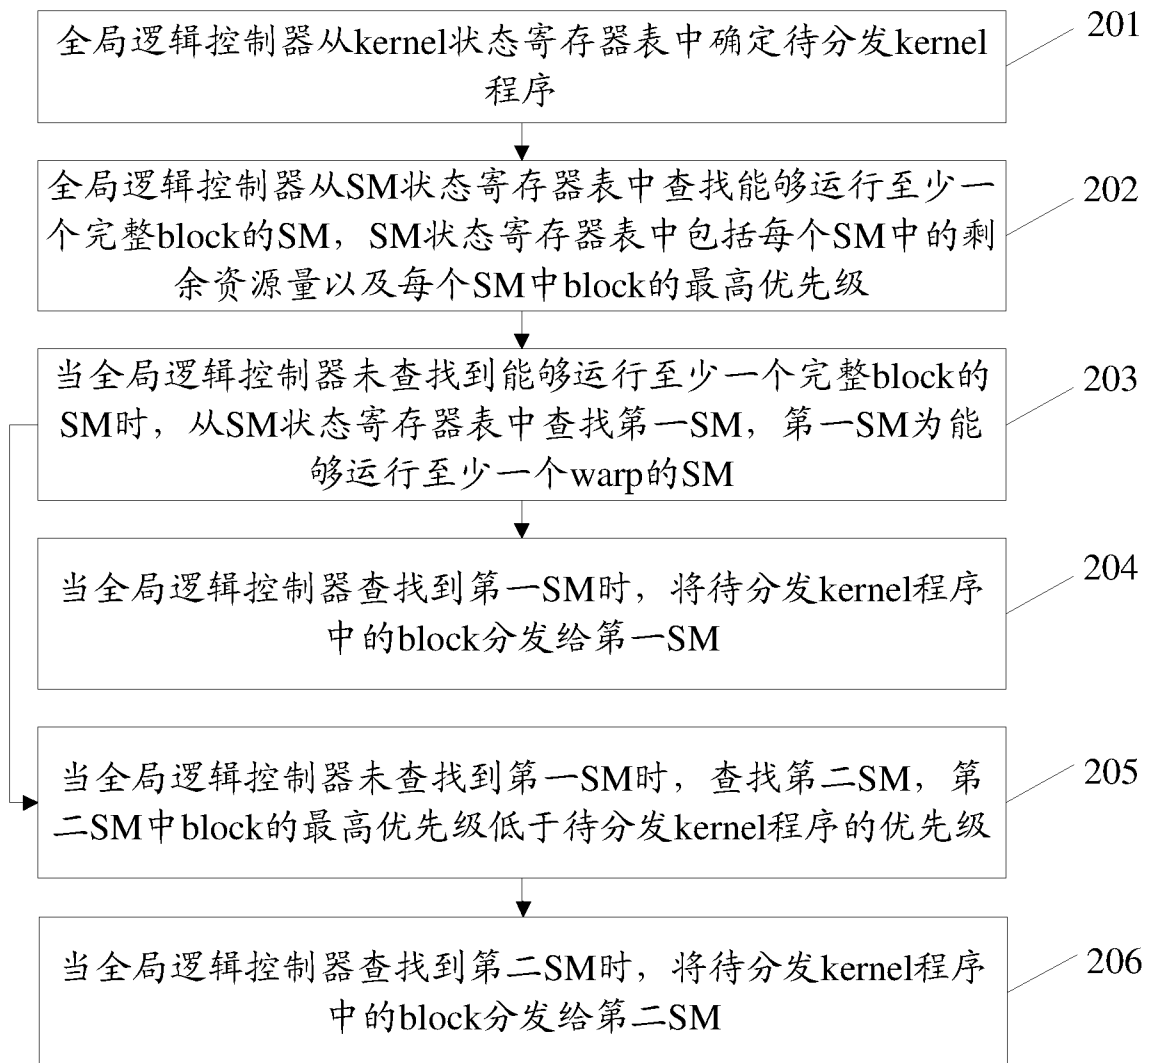 全局逻辑控制器从kernel状态寄存器表中确定待分发kernel
程序
201
全局逻辑控制器从SM状态寄存器表中查找能够运行至少一
个完整block的SM，SM状态寄存器表中包括每个SM中的剩
余资源量以及每个SM中block的最高优先级
202
当全局逻辑控制器未查找到能够运行至少一个完整block的
SM时，从SM状态寄存器表中查找第一SM，第一SM为能
够运行至少一个warp的SM
203
当全局逻辑控制器查找到第一SM时，将待分发kernel程序
中的block分发给第一SM
204
当全局逻辑控制器未查找到第一SM时，查找第二SM，第
二SM中block的最高优先级低于待分发kernel程序的优先级
205
当全局逻辑控制器查找到第二SM时，将待分发kernel程序
中的block分发给第二SM
206